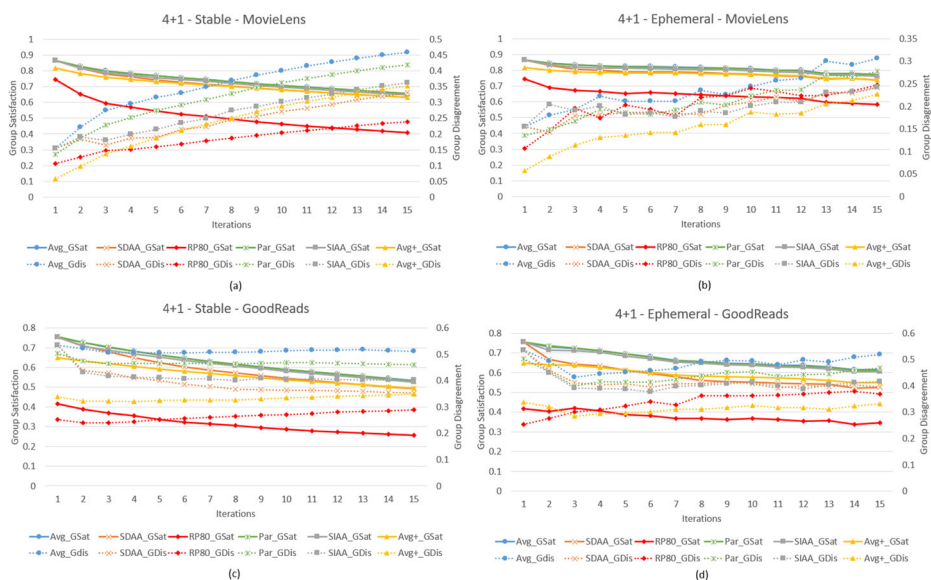 4+1 - Stable - MovieLens
Group Satisfaction
1
0.9
0.8
0.7
0.6
0.5
0.4
0.3
0.2
0.1
0
0.5
0.45
0.4
0.35
0.3
0.25
0.2
0.15
0.1
0.05
0
Group Disagreement
1 2 3 4 5 6 7 8 9 10 11 12 13 14 15
Iterations
Avg_GSat SDAA_GSat RP80_GSat Par_GSat SIAA_GSat Avg+_GSat
Avg_Gdis SDAA_GDis RP80_GDis Par_GDis SIAA_GDis Avg+_GDis
(a)
4+1 - Ephemeral - MovieLens
Group Satisfaction
1
0.9
0.8
0.7
0.6
0.5
0.4
0.3
0.2
0.1
0
0.35
0.3
0.25
0.2
0.15
0.1
0.05
0
Group Disagreement
1 2 3 4 5 6 7 8 9 10 11 12 13 14 15
Iterations
Avg_GSat SDAA_GSat RP80_GSat Par_GSat SIAA_GSat Avg+_GSat
Avg_Gdis SDAA_GDis RP80_GDis Par_GDis SIAA_GDis Avg+_GDis
(b)
4+1 - Stable - GoodReads
Group Satisfaction
0.8
0.7
0.6
0.5
0.4
0.3
0.2
0.1
0
0.6
0.5
0.4
0.3
0.2
0.1
0
Group Disagreement
1 2 3 4 5 6 7 8 9 10 11 12 13 14 15
Iterations
Avg_GSat SDAA_GSat RP80_GSat Par_GSat SIAA_GSat Avg+_GSat
Avg_Gdis SDAA_GDis RP80_GDis Par_GDis SIAA_GDis Avg+_GDis
(c)
4+1 - Ephemeral - GoodReads
Group Satisfaction
0.8
0.7
0.6
0.5
0.4
0.3
0.2
0.1
0
0.6
0.5
0.4
0.3
0.2
0.1
0
Group Disagreement
1 2 3 4 5 6 7 8 9 10 11 12 13 14 15
Iterations
Avg_GSat SDAA_GSat RP80_GSat Par_GSat SIAA_GSat Avg+_GSat
Avg_Gdis SDAA_GDis RP80_GDis Par_GDis SIAA_GDis Avg+_GDis
(d)